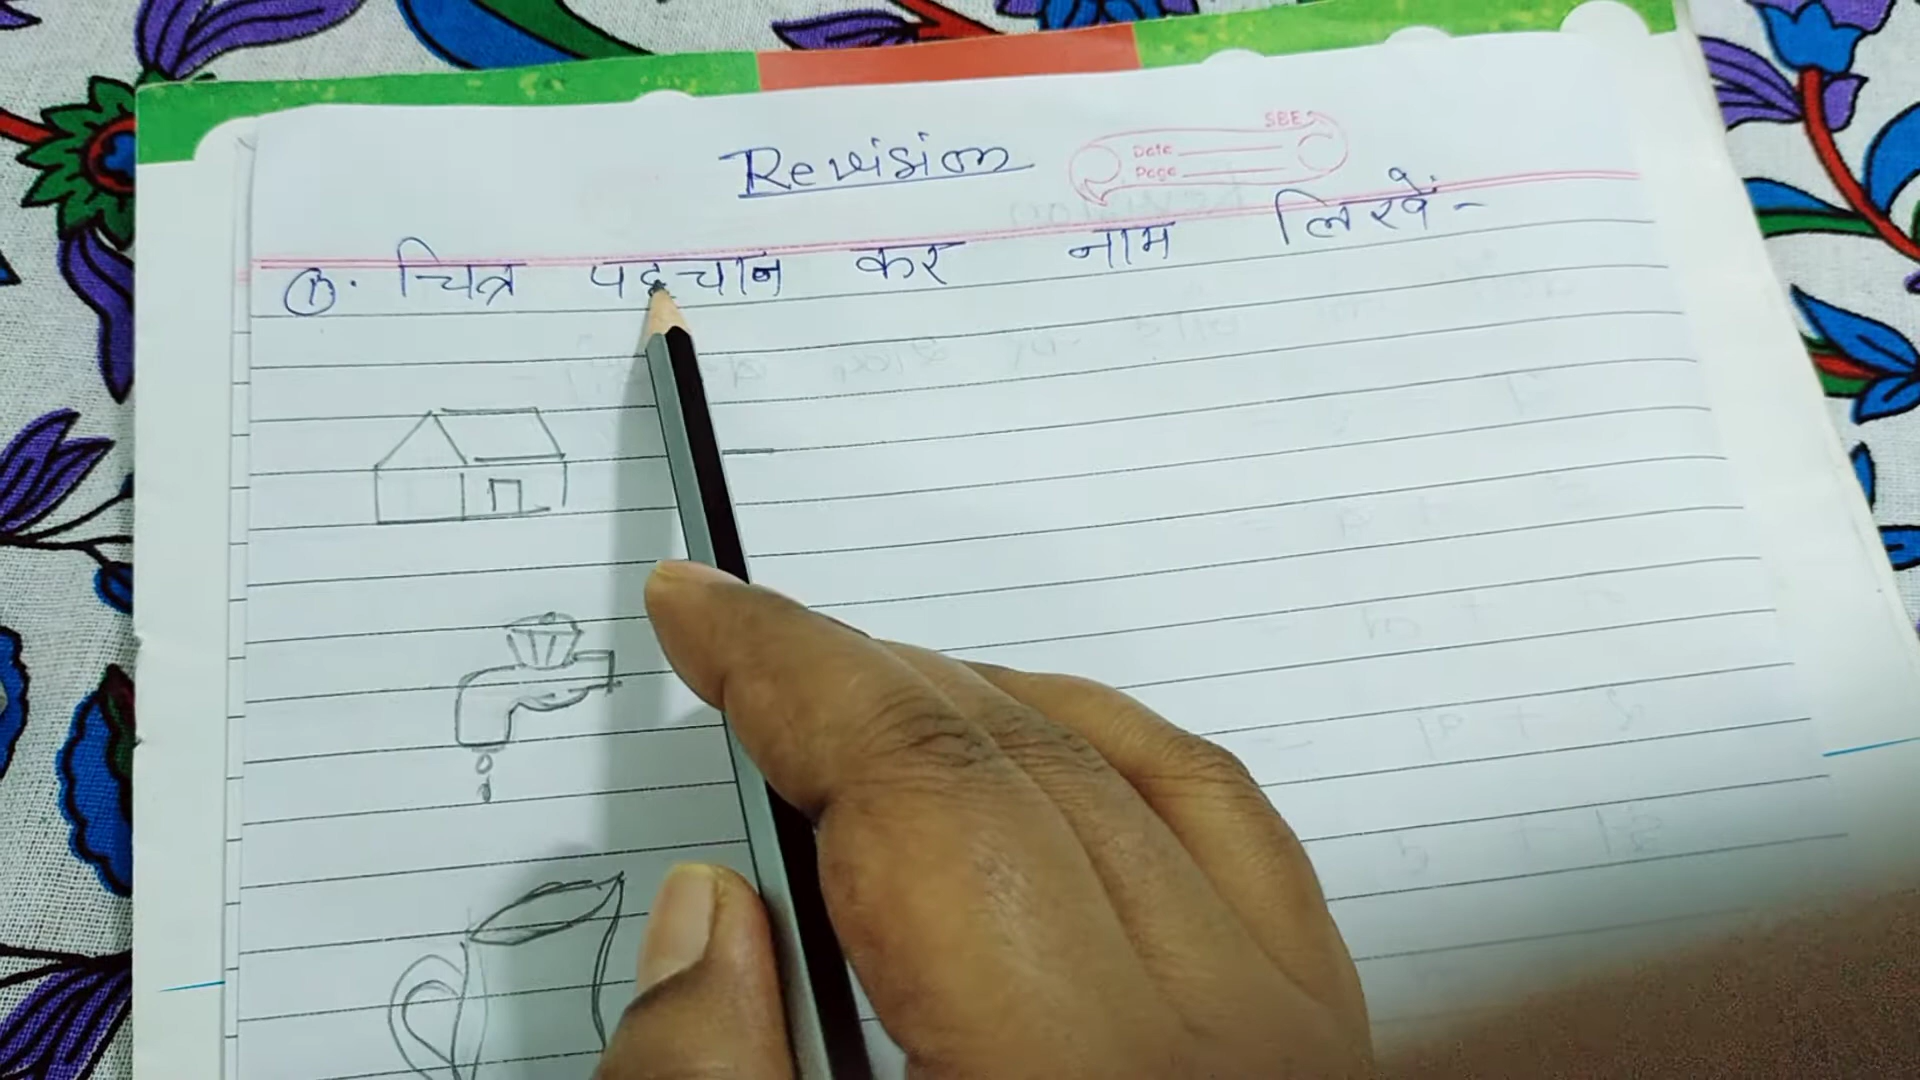 Revision
SBE
Date
Page
①. चित्र पहचान कर नाम लिखें -